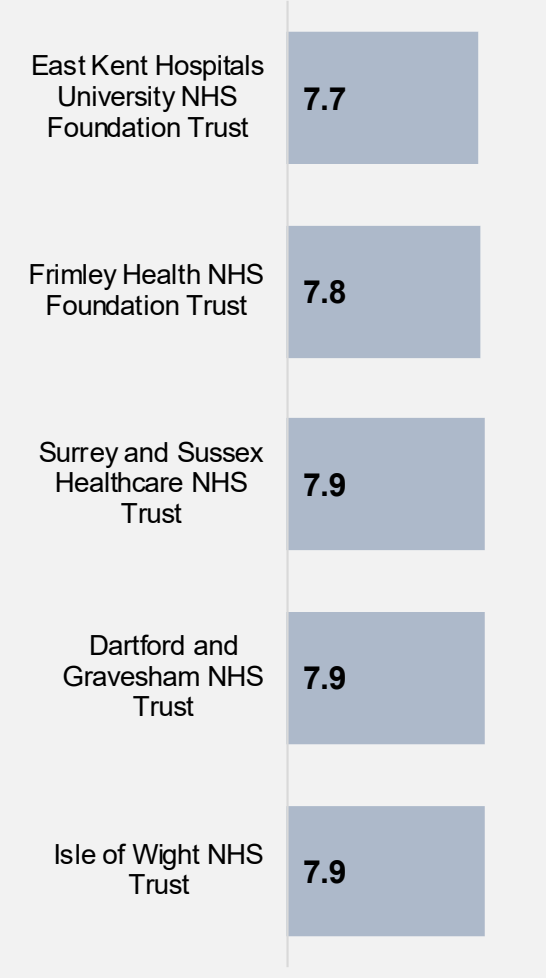 East Kent Hospitals
University NHS
Foundation Trust
7.7
Frimley Health NHS
Foundation Trust
7.8
Surrey and Sussex
Healthcare NHS
Trust
7.9
Dartford and
Gravesham NHS
Trust
7.9
Isle of Wight NHS
Trust
7.9